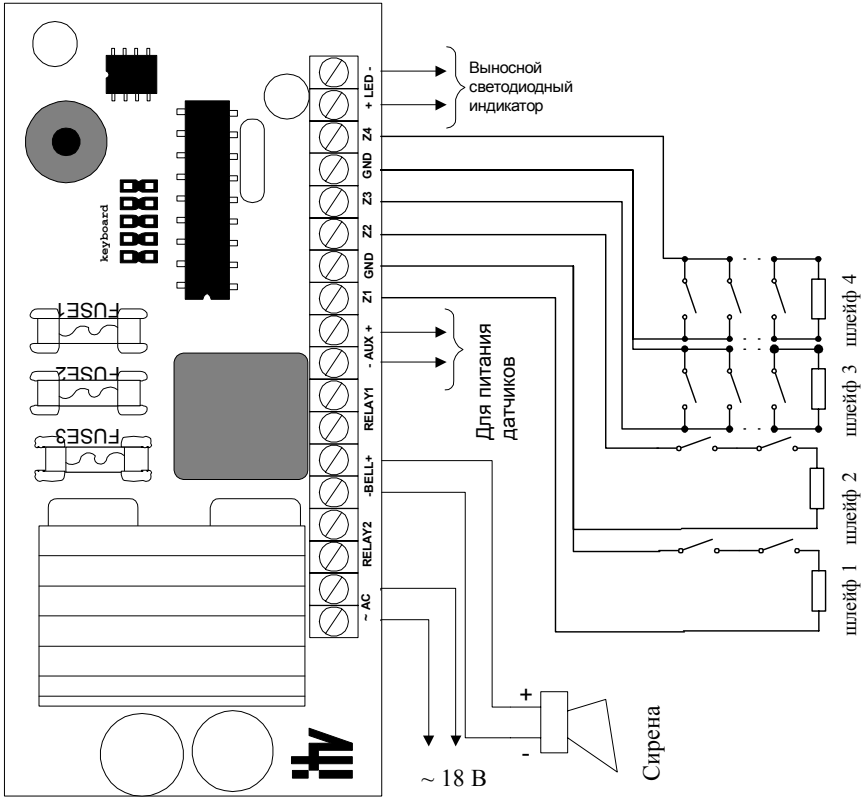 Выносной
светодиодный
индикатор
+ LED -
Z4
GND
Z3
Z2
GND
Z1
- AUX +
RELAY1
-BELL+
RELAY2
~ AC
keyboard
FUSE1
FUSE2
FUSE3
Для питания
датчиков
шлейф 4
шлейф 3
шлейф 2
шлейф 1
+
-
Сирена
~ 18 В